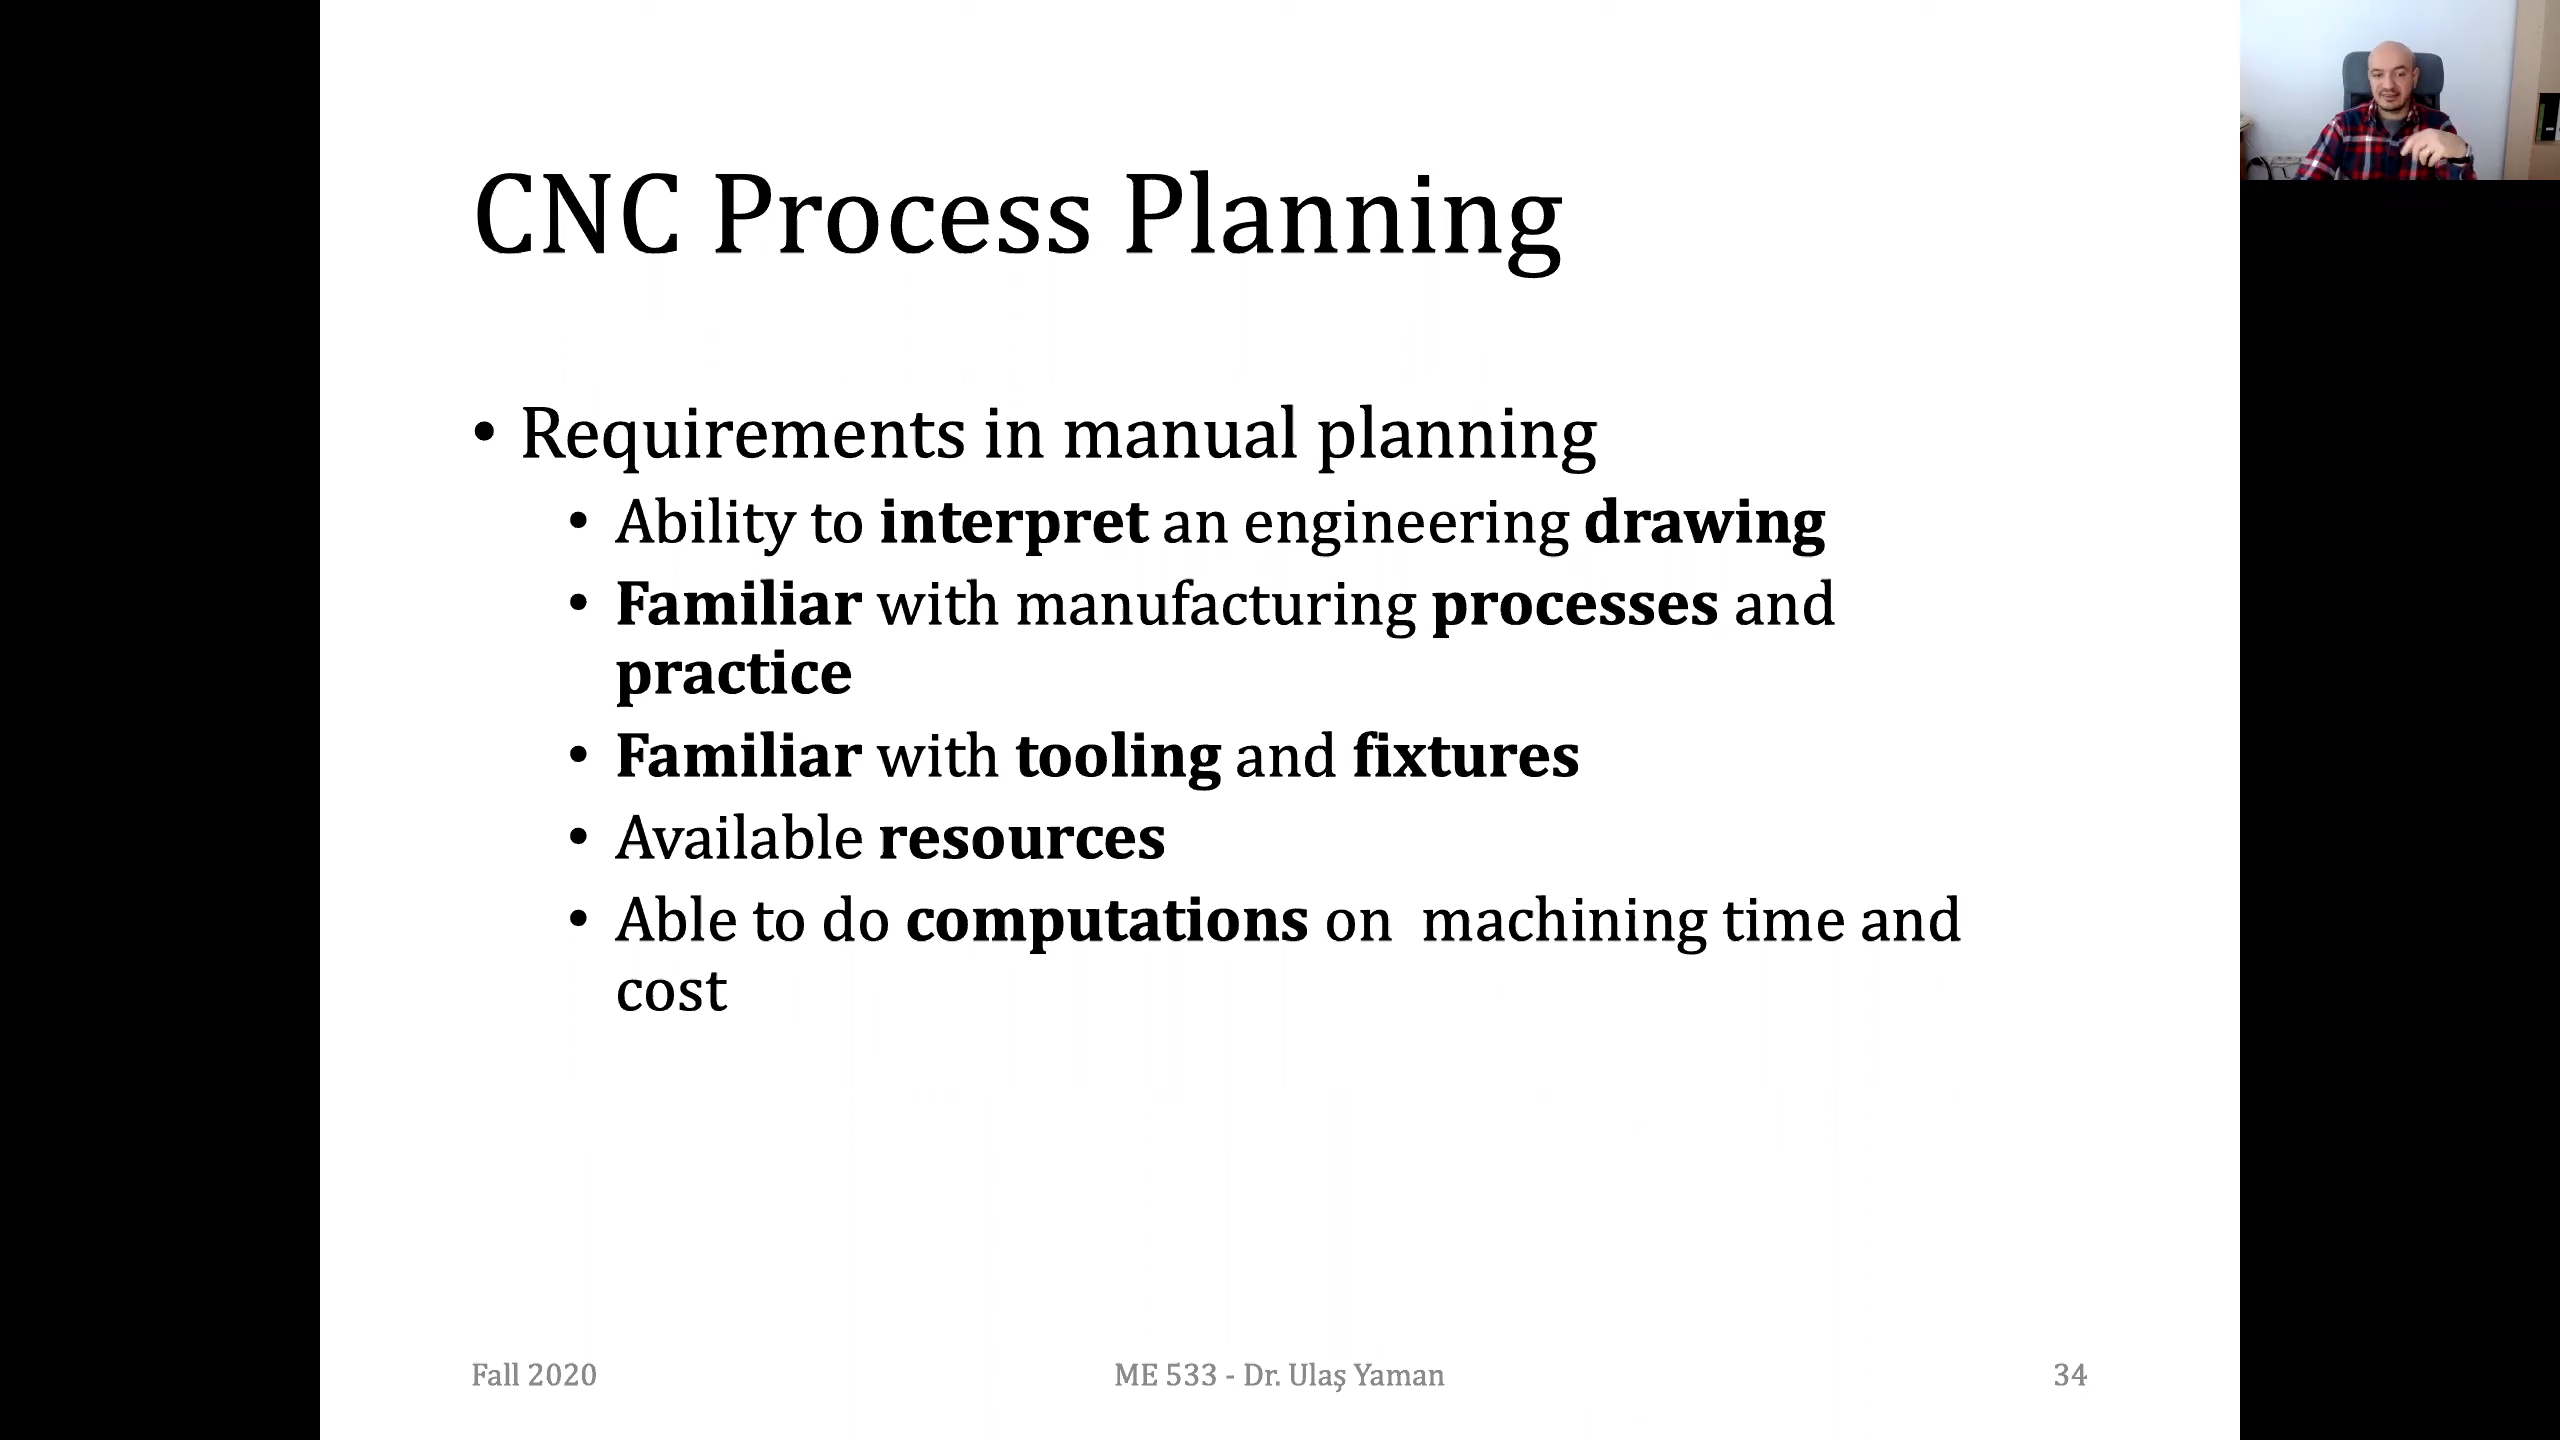 CNC Process Planning
• Requirements in manual planning
• Ability to interpret an engineering drawing
• Familiar with manufacturing processes and
practice
• Familiar with tooling and fixtures
• Available resources
• Able to do computations on  machining time and
cost
Fall 2020
ME 533 - Dr. Ulaş Yaman
34